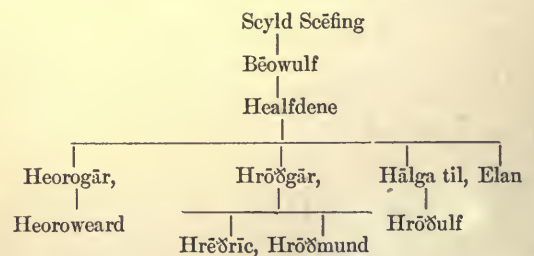 Scyld Scēfing
Bēowulf
Healfdene
Heorogār, Hrōðgār, Hālga til, Elan
Heoroweard Hrōðulf
Hrēðrīc, Hrōðmund